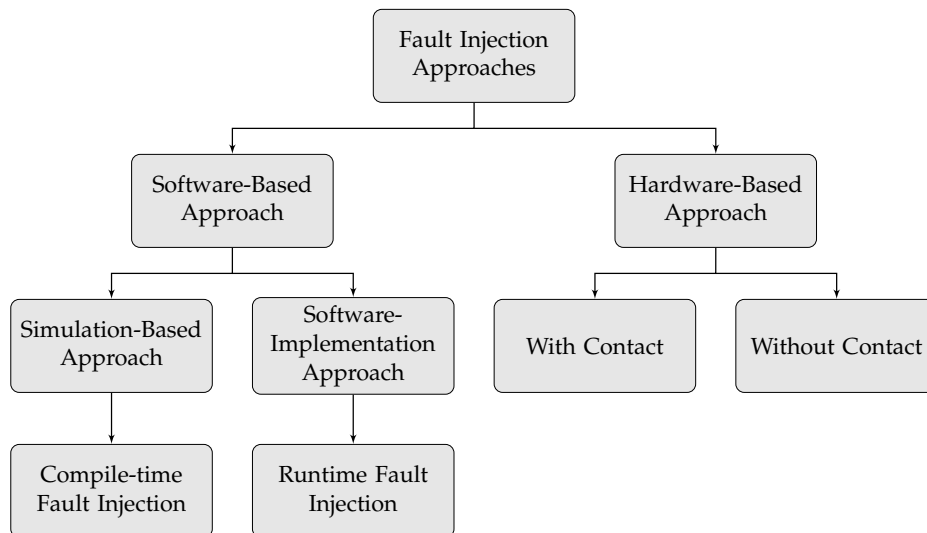 Fault Injection
Approaches
Software-Based
Approach
Hardware-Based
Approach
Simulation-Based
Approach
Software-
Implementation
Approach
With Contact
Without Contact
Compile-time
Fault Injection
Runtime Fault
Injection